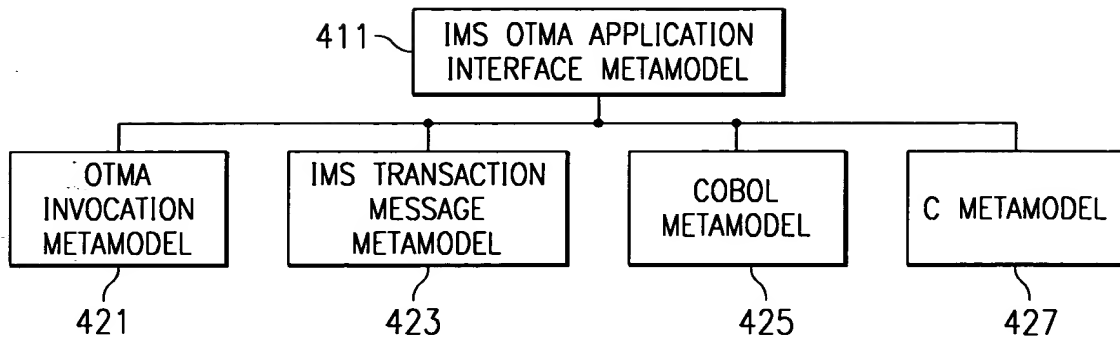 411
IMS OTMA APPLICATION
INTERFACE METAMODEL
OTMA
INVOCATION
METAMODEL
IMS TRANSACTION
MESSAGE
METAMODEL
COBOL
METAMODEL
C METAMODEL
421
423
425
427